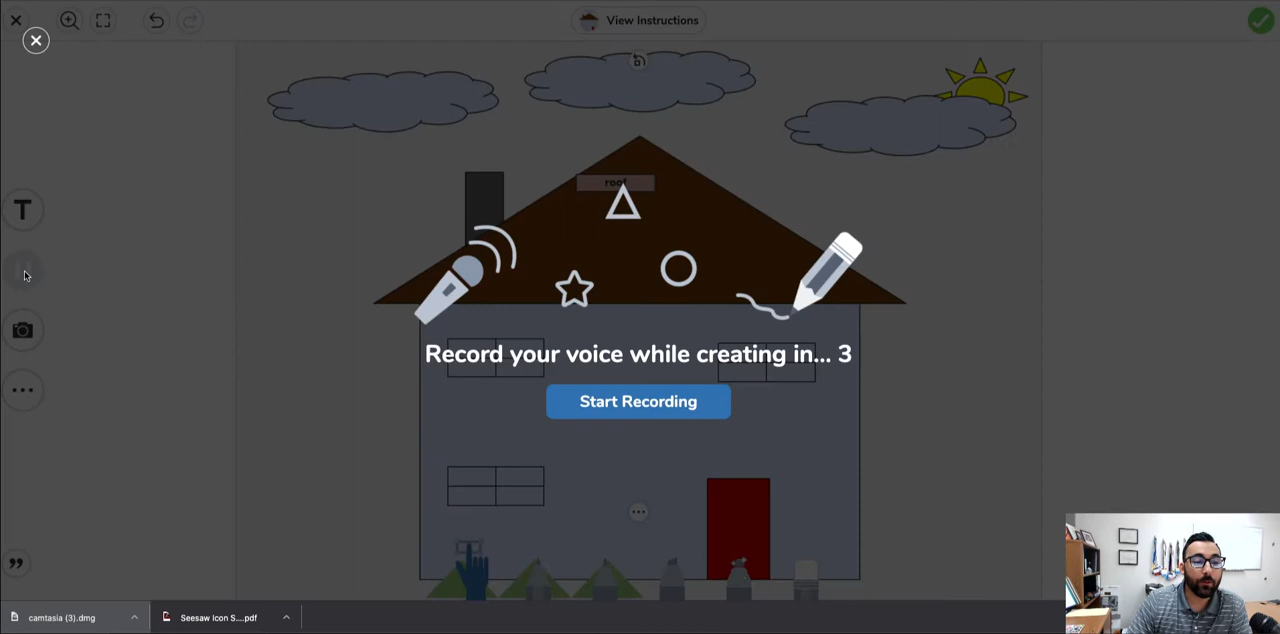 View Instructions
roof
T
Record your voice while creating in... 3
Start Recording
camtasia (3).dmg
Seesaw Icon S....pdf